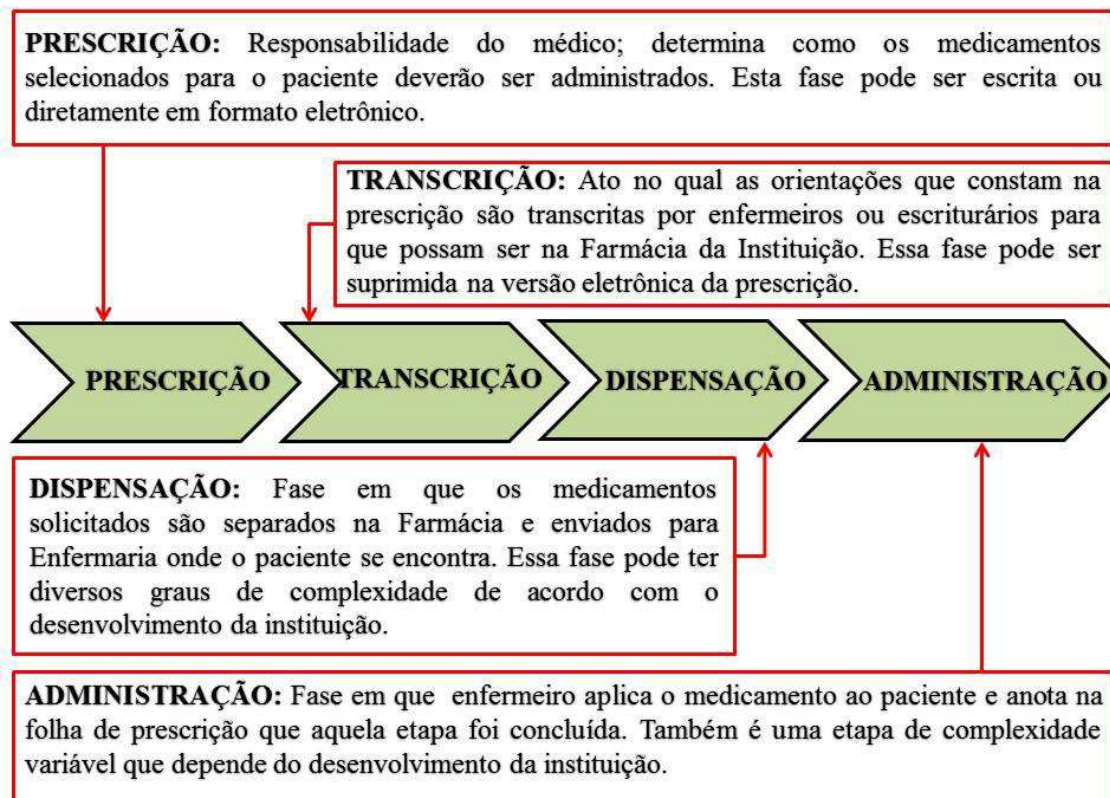 PRESCRIÇÃO: Responsabilidade do médico; determina como os medicamentos
selecionados para o paciente deverão ser administrados. Esta fase pode ser escrita ou
diretamente em formato eletrônico.
TRANSCRIÇÃO: Ato no qual as orientações que constam na
prescrição são transcritas por enfermeiros ou escriturários para
que possam ser na Farmácia da Instituição. Essa fase pode ser
suprimida na versão eletrônica da prescrição.
PRESCRIÇÃO TRANSCRIÇÃO DISPENSAÇÃO ADMINISTRAÇÃO
DISPENSAÇÃO: Fase em que os medicamentos
solicitados são separados na Farmácia e enviados para
Enfermaria onde o paciente se encontra. Essa fase pode ter
diversos graus de complexidade de acordo com o
desenvolvimento da instituição.
ADMINISTRAÇÃO: Fase em que enfermeiro aplica o medicamento ao paciente e anota na
folha de prescrição que aquela etapa foi concluída. Também é uma etapa de complexidade
variável que depende do desenvolvimento da instituição.